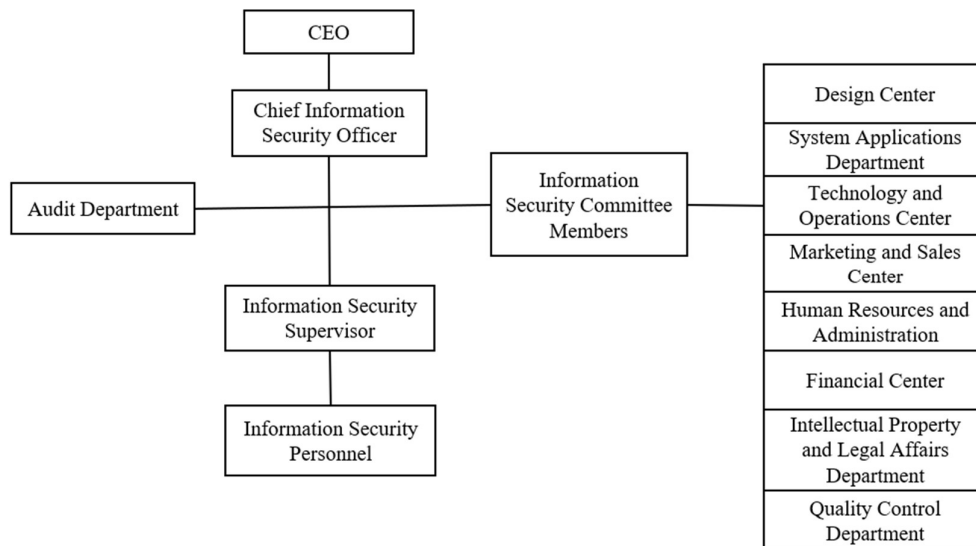 CEO
Chief Information
Security Officer
Audit Department
Information
Security Committee
Members
Information Security
Supervisor
Information Security
Personnel
Design Center
System Applications
Department
Technology and
Operations Center
Marketing and Sales
Center
Human Resources and
Administration
Financial Center
Intellectual Property
and Legal Affairs
Department
Quality Control
Department